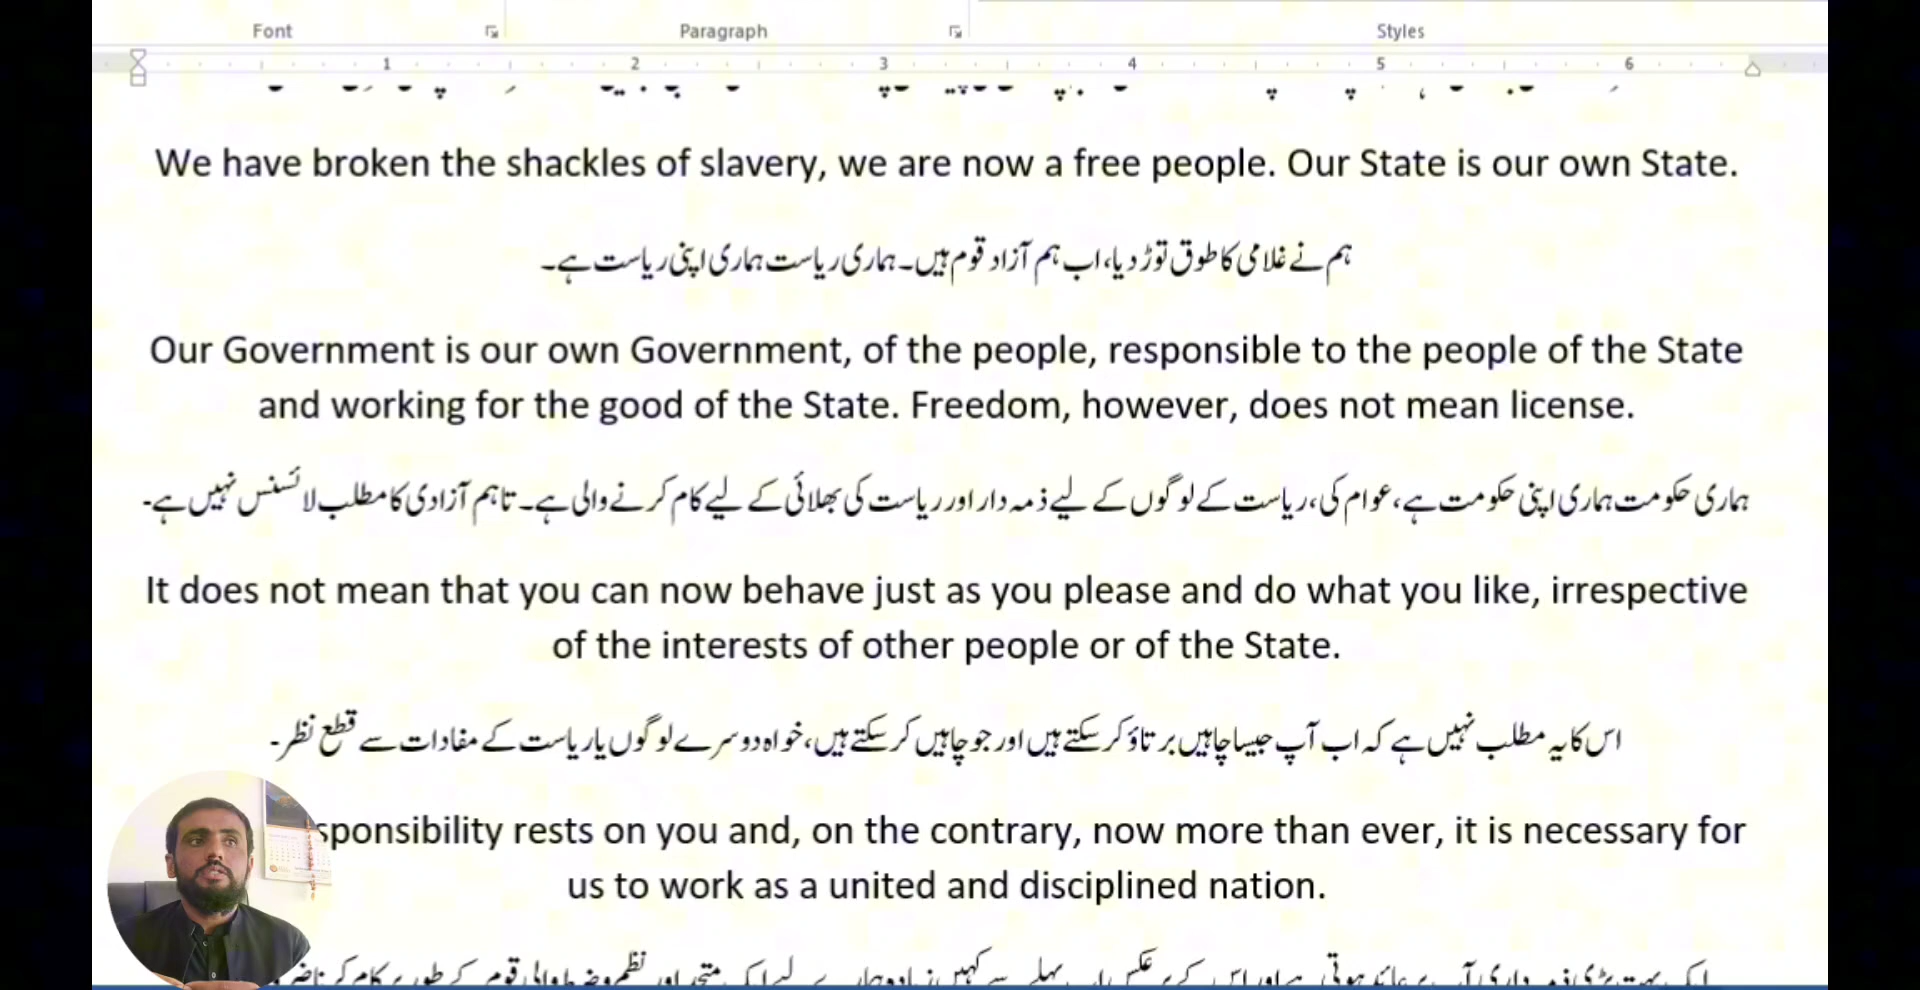 Font Paragraph Styles
1 2 3 4 5 6
We have broken the shackles of slavery, we are now a free people. Our State is our own State.
ہم نے غلامی کا طوق توڑ دیا، اب ہم آزاد قوم ہیں۔ ہماری ریاست ہماری اپنی ریاست ہے۔
Our Government is our own Government, of the people, responsible to the people of the State
and working for the good of the State. Freedom, however, does not mean license.
ہماری حکومت ہماری اپنی حکومت ہے، عوام کی، ریاست کے لوگوں کے لیے ذمہ دار اور ریاست کی بھلائی کے لیے کام کرنے والی ہے۔ تاہم آزادی کا مطلب لائسنس نہیں ہے۔
It does not mean that you can now behave just as you please and do what you like, irrespective
of the interests of other people or of the State.
اس کا یہ مطلب نہیں ہے کہ اب آپ جیسا چاہیں برتاؤ کر سکتے ہیں اور جو چاہیں کر سکتے ہیں، خواہ دوسرے لوگوں یا ریاست کے مفادات سے قطع نظر۔
sponsibility rests on you and, on the contrary, now more than ever, it is necessary for
us to work as a united and disciplined nation.